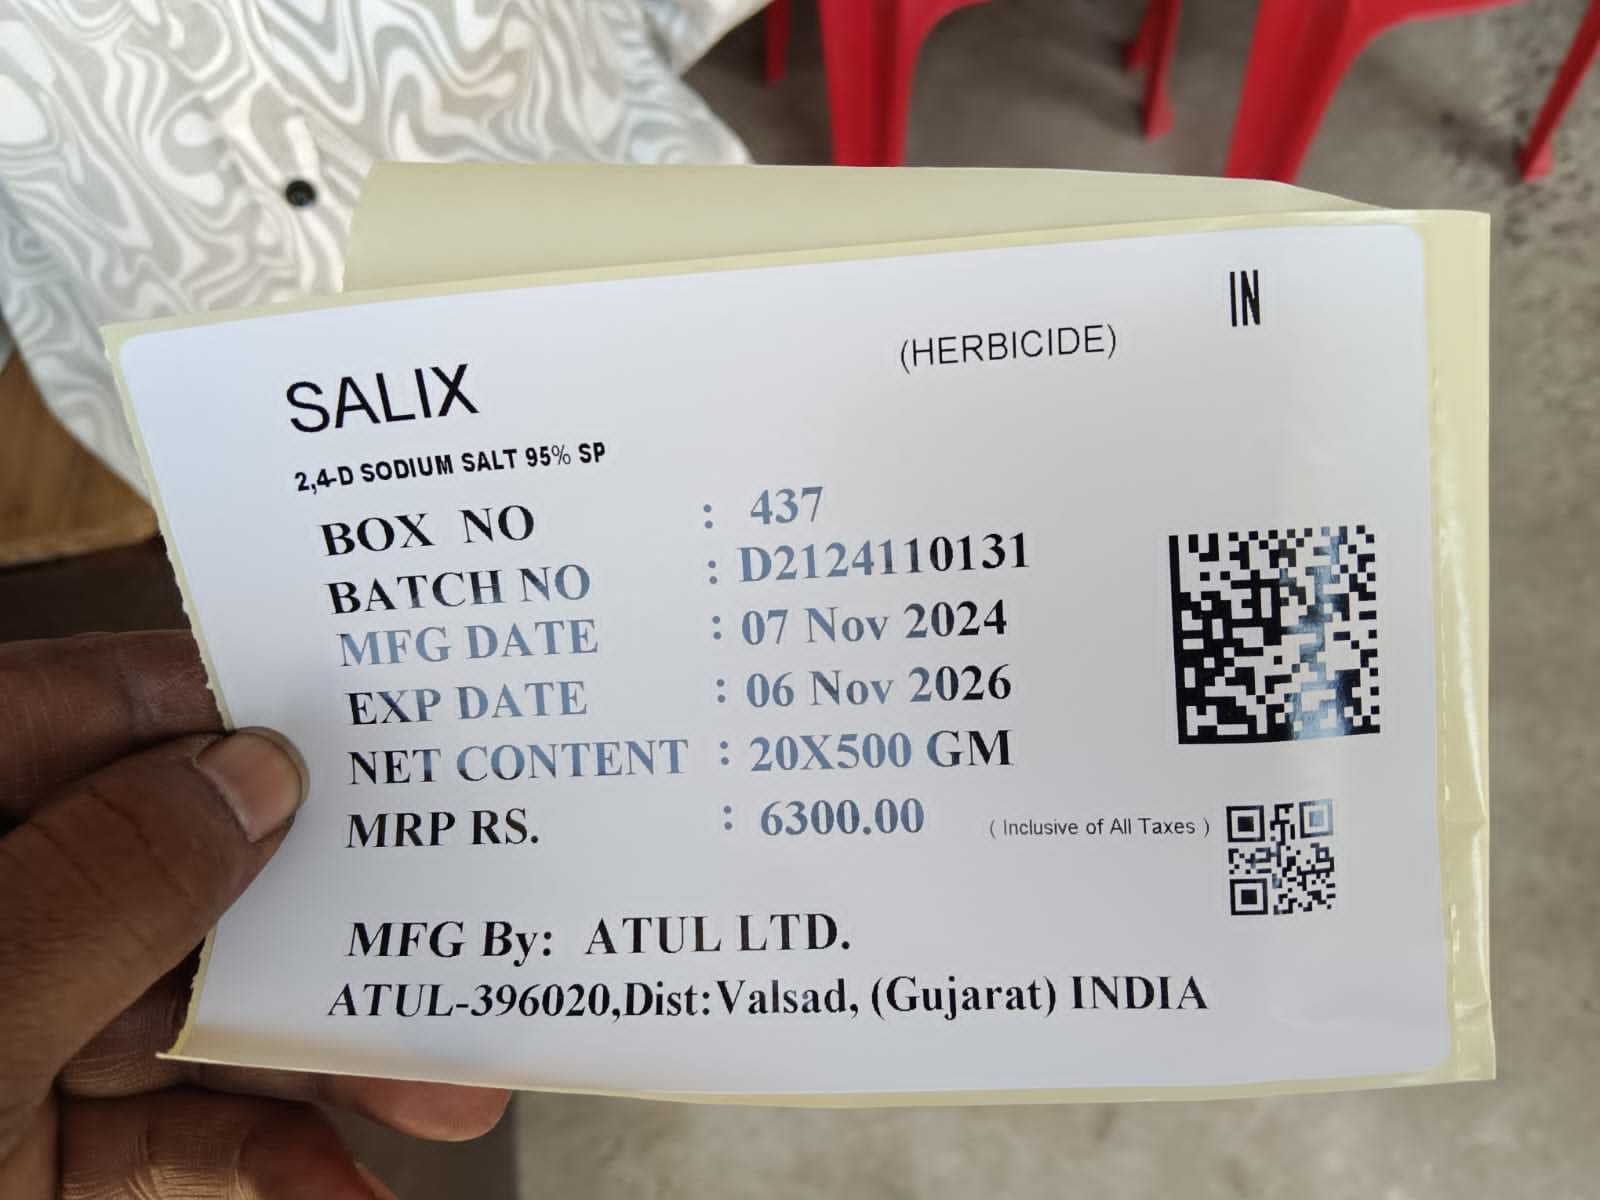 IN
(HERBICIDE)
SALIX
2,4-D SODIUM SALT 95% SP
BOX NO : 437
BATCH NO : D2124110131
MFG DATE : 07 Nov 2024
EXP DATE : 06 Nov 2026
NET CONTENT : 20X500 GM
MRP RS. : 6300.00 ( Inclusive of All Taxes )
MFG By: ATUL LTD.
ATUL-396020,Dist:Valsad, (Gujarat) INDIA